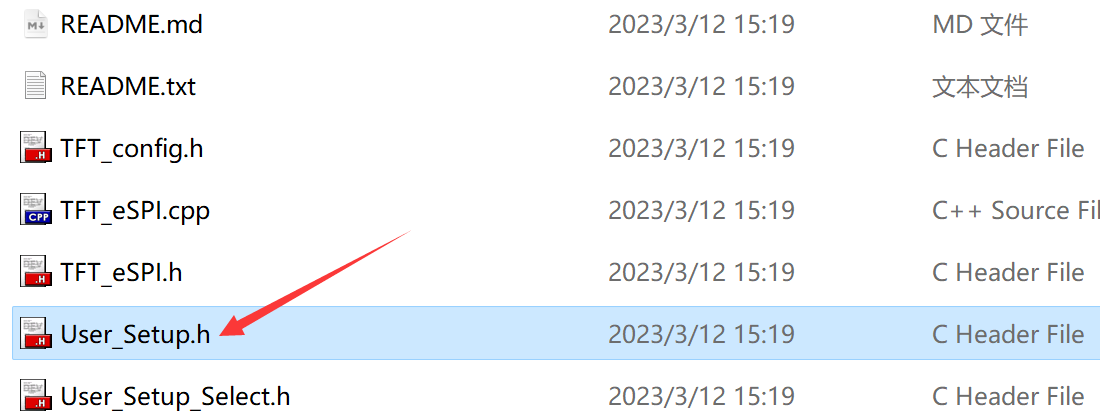 README.md 2023/3/12 15:19 MD 文件
README.txt 2023/3/12 15:19 文本文档
TFT_config.h 2023/3/12 15:19 C Header File
TFT_eSPI.cpp 2023/3/12 15:19 C++ Source Fil
TFT_eSPI.h 2023/3/12 15:19 C Header File
User_Setup.h 2023/3/12 15:19 C Header File
User_Setup_Select.h 2023/3/12 15:19 C Header File